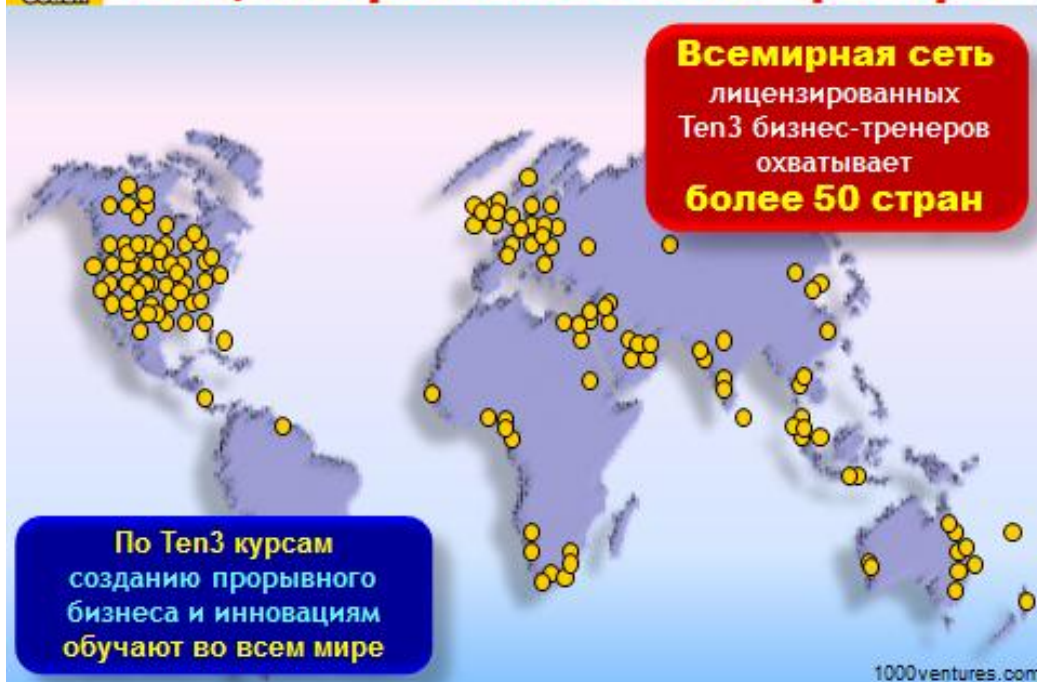 Всемирная сеть
лицензированных
Ten3 бизнес-тренеров
охватывает
более 50 стран
По Ten3 курсам
созданию прорывного
бизнеса и инновациям
обучают во всем мире
1000ventures.com